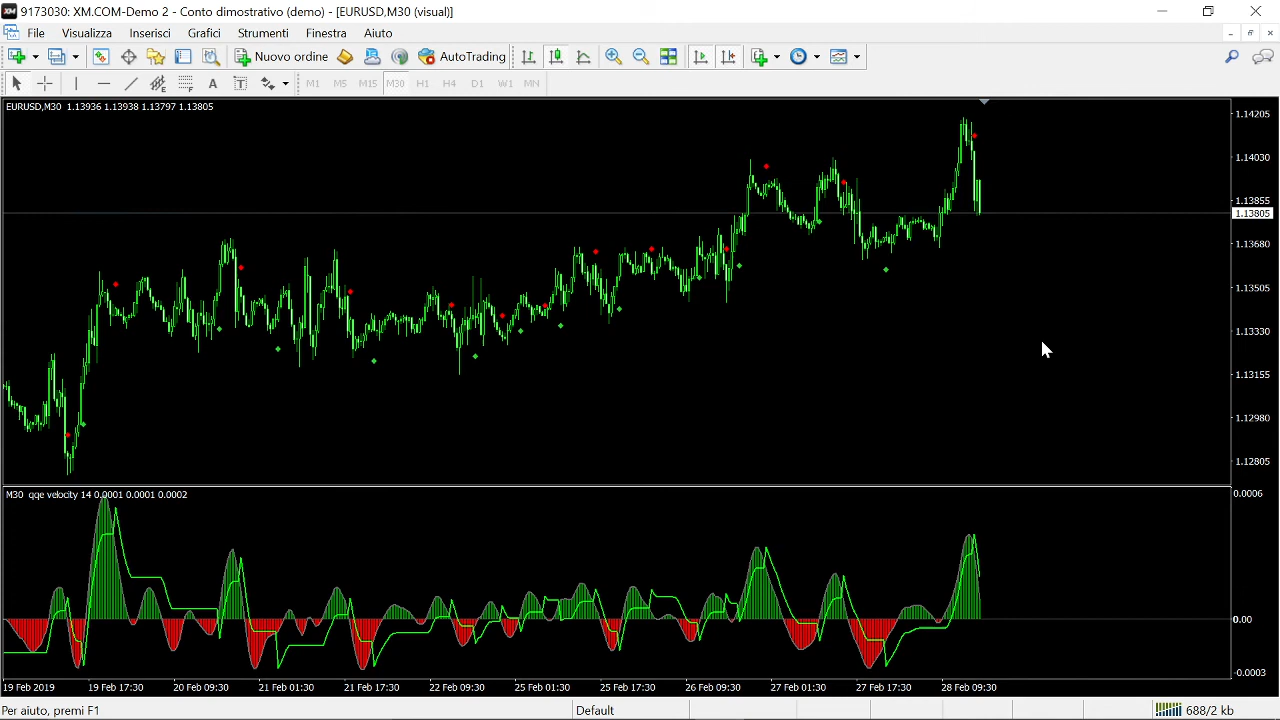 9173030: XM.COM-Demo 2 - Conto dimostrativo (demo) - [EURUSD,M30 (visual)]
File Visualizza Inserisci Grafici Strumenti Finestra Aiuto
Nuovo ordine AutoTrading
A T M1 M5 M15 M30 H1 H4 D1 W1 MN
EURUSD,M30 1.13936 1.13938 1.13797 1.13805
1.14205
1.14030
1.13855
1.13805
1.13680
1.13505
1.13330
1.13155
1.12980
1.12805
M30 qqe velocity 14 0.0001 0.0001 0.0002
0.0006
0.00
-0.0003
19 Feb 2019 19 Feb 17:30 20 Feb 09:30 21 Feb 01:30 21 Feb 17:30 22 Feb 09:30 25 Feb 01:30 25 Feb 17:30 26 Feb 09:30 27 Feb 01:30 27 Feb 17:30 28 Feb 09:30
Per aiuto, premi F1 Default 688/2 kb